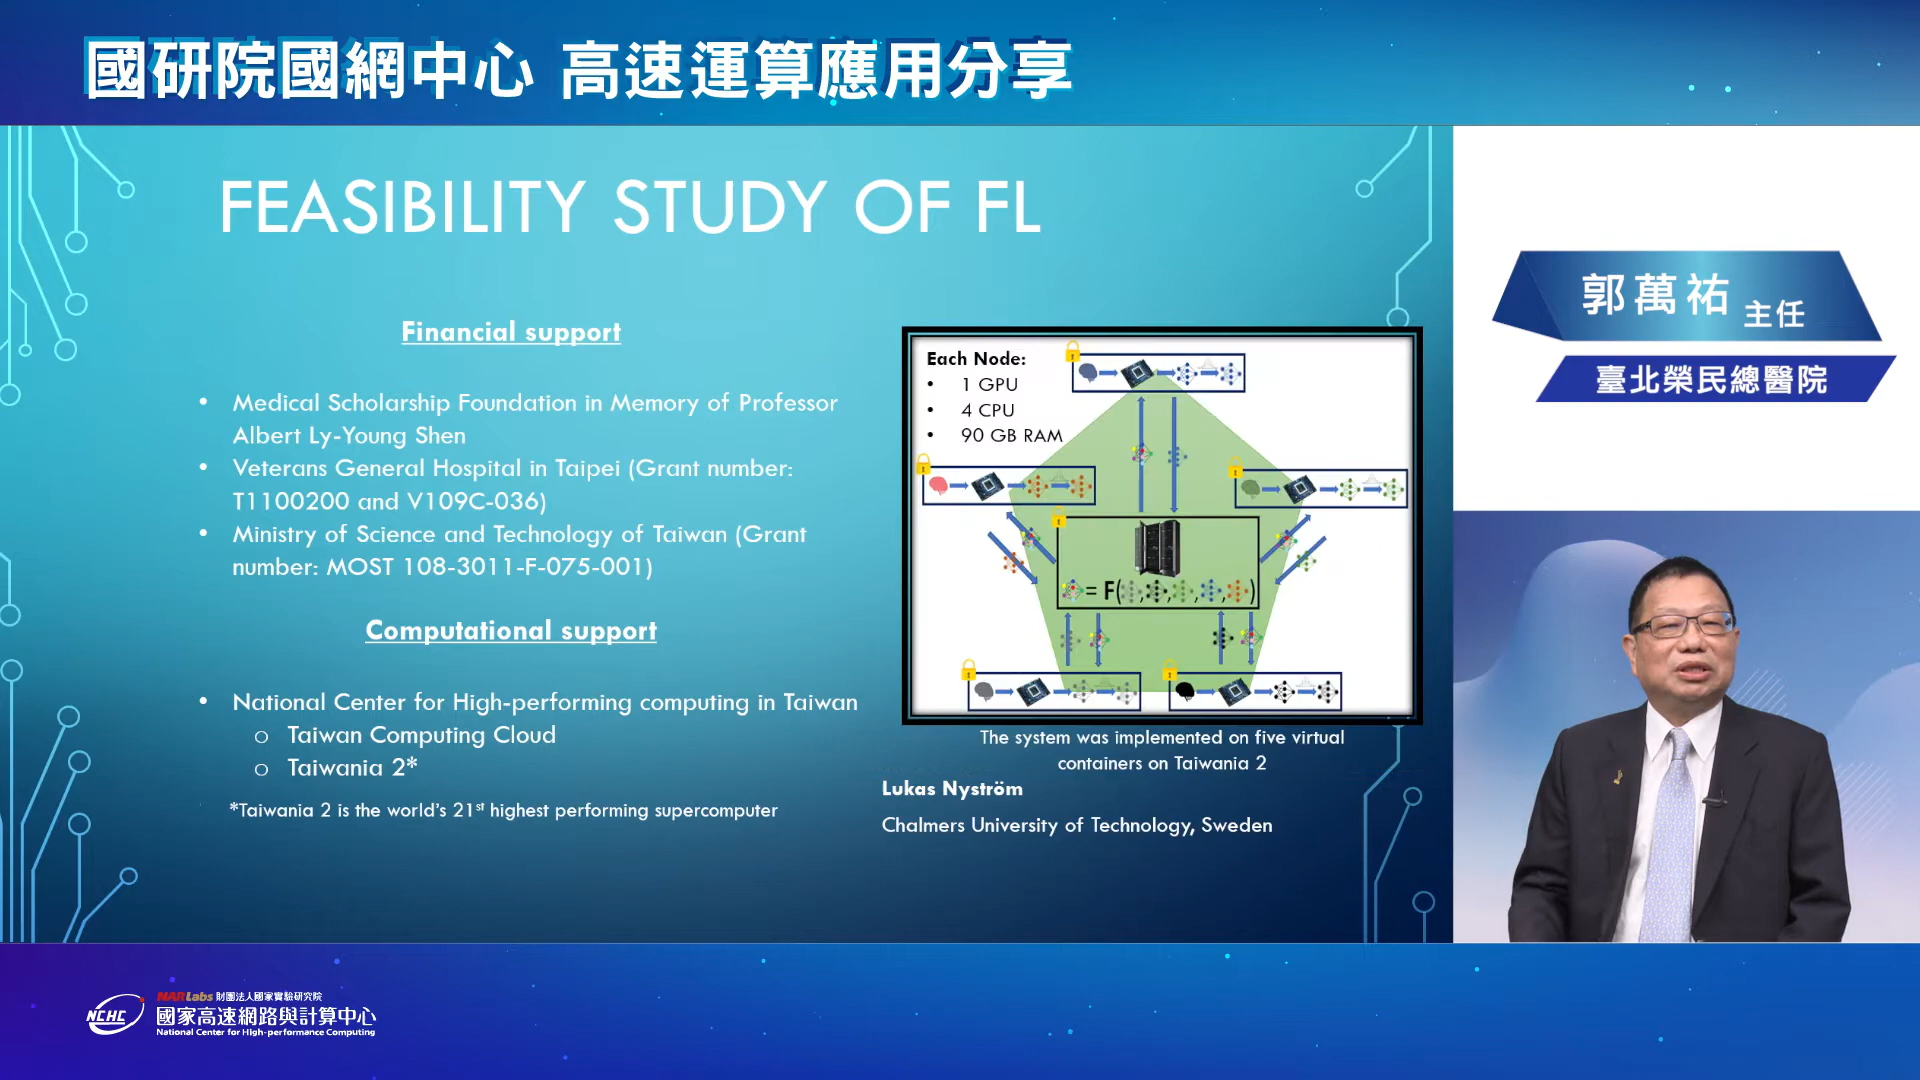 國研院國網中心 高速運算應用分享
FEASIBILITY STUDY OF FL
Financial support
• Medical Scholarship Foundation in Memory of Professor
Albert Ly-Young Shen
• Veterans General Hospital in Taipei (Grant number:
T1100200 and V109C-036)
• Ministry of Science and Technology of Taiwan (Grant
number: MOST 108-3011-F-075-001)
Computational support
• National Center for High-performing computing in Taiwan
o Taiwan Computing Cloud
o Taiwania 2*
*Taiwania 2 is the world's 21st highest performing supercomputer
Each Node:
• 1 GPU
• 4 CPU
• 90 GB RAM
= F( , , , , )
The system was implemented on five virtual
containers on Taiwania 2
Lukas Nyström
Chalmers University of Technology, Sweden
郭萬祐 主任
臺北榮民總醫院
NCHC
NARLabs 財團法人國家實驗研究院
國家高速網路與計算中心
National Center for High-performance Computing